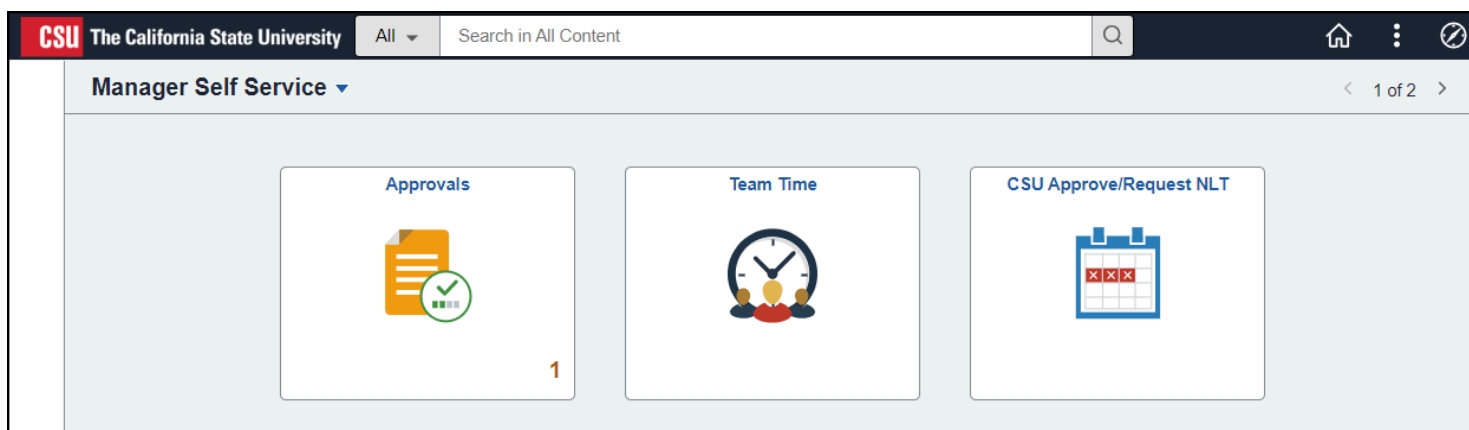 CSU The California State University All Search in All Content
Manager Self Service 1 of 2
Approvals Team Time CSU Approve/Request NLT
1